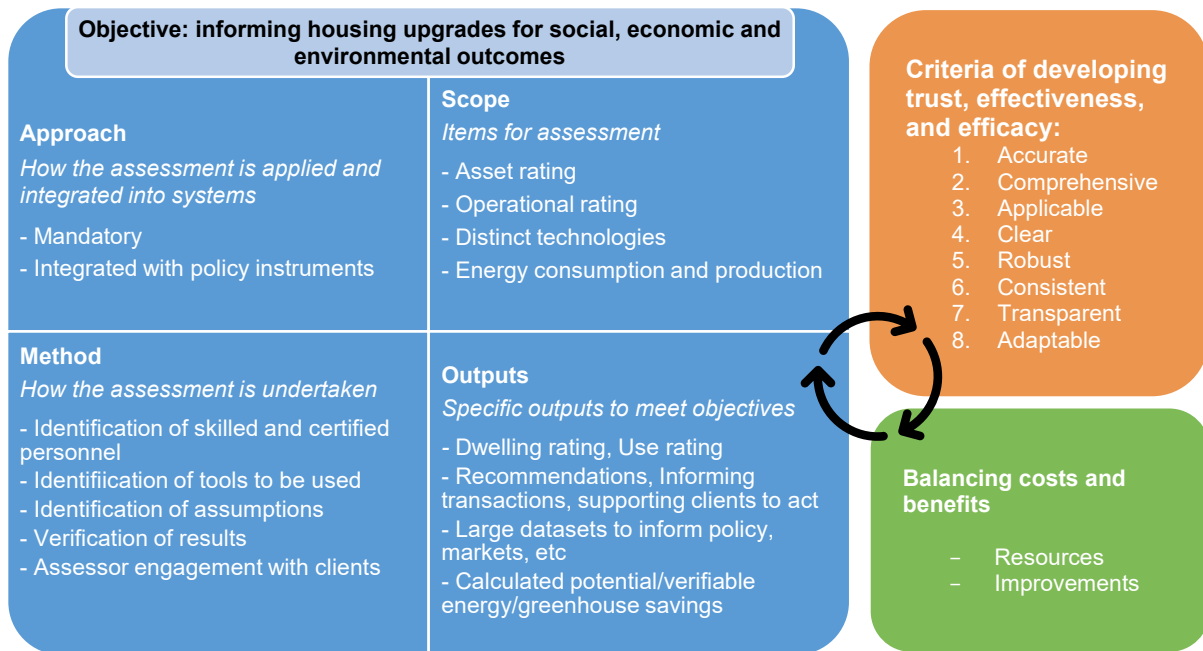 Objective: informing housing upgrades for social, economic and
environmental outcomes
Approach
How the assessment is applied and
integrated into systems
- Mandatory
- Integrated with policy instruments
Scope
Items for assessment
- Asset rating
- Operational rating
- Distinct technologies
- Energy consumption and production
Method
How the assessment is undertaken
- Identification of skilled and certified
personnel
- Identifiication of tools to be used
- Identification of assumptions
- Verification of results
- Assessor engagement with clients
Outputs
Specific outputs to meet objectives
- Dwelling rating, Use rating
- Recommendations, Informing
transactions, supporting clients to act
- Large datasets to inform policy,
markets, etc
- Calculated potential/verifiable
energy/greenhouse savings
Criteria of developing
trust, effectiveness,
and efficacy:
1. Accurate
2. Comprehensive
3. Applicable
4. Clear
5. Robust
6. Consistent
7. Transparent
8. Adaptable
Balancing costs and
benefits
− Resources
− Improvements